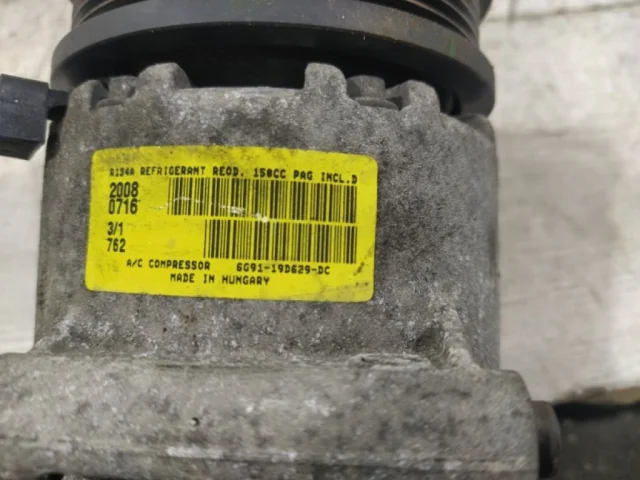 R134A REFRIGERANT REQD. 150CC PAG INCL.D
2008
0716
3/1
762
A/C COMPRESSOR 6G91-19D629-DC
MADE IN HUNGARY